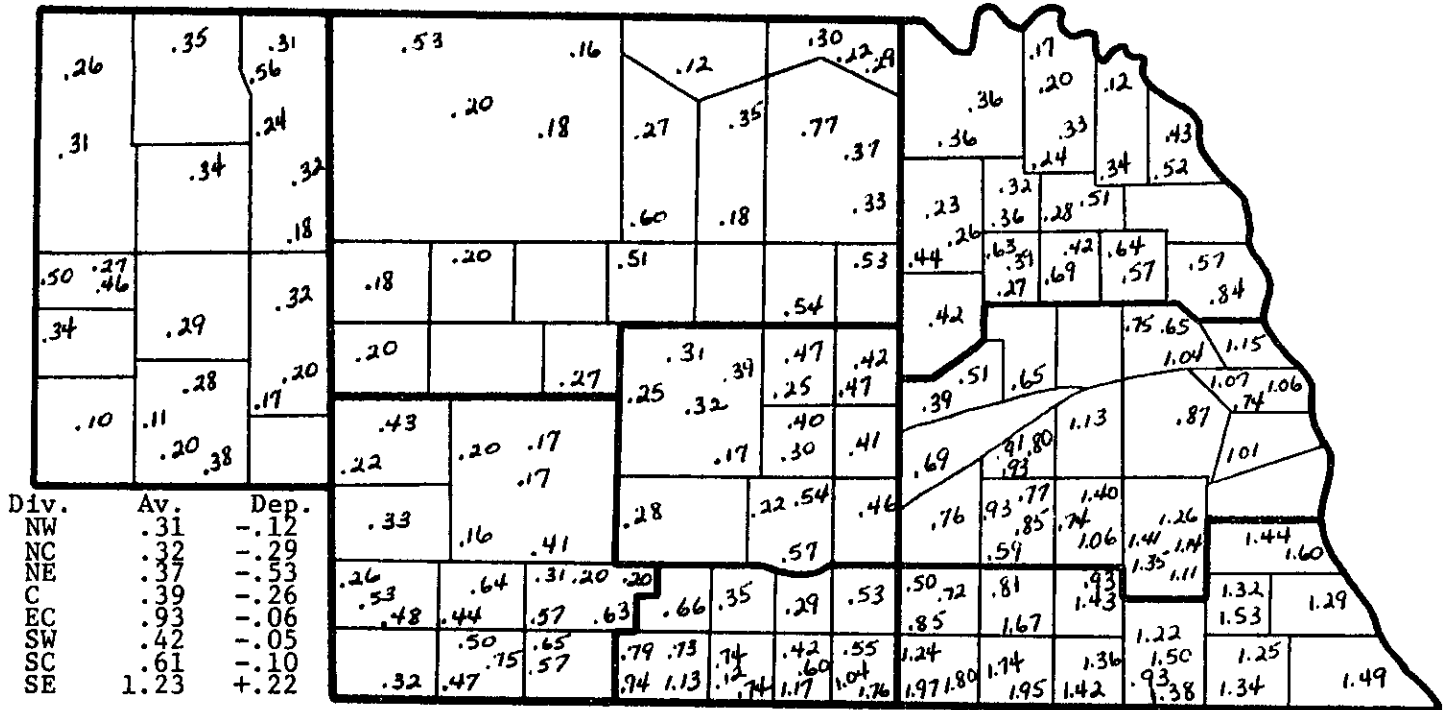 .53 .30
.26 .35 .31 .16 .12 .22 .29 .17
.56 .20 .12
.20 .36
.31 .24 .18 .27 .35 .77 .36 .33 .43
.34 .32 .37 .24 .34 .52
.18 .60 .18 .33 .23 .32 .51
.26 .36 .28
.50 .27 .20 .51 .53 .44 .63 .42 .64 .57
.46 .32 .18 .69 .57
.27 .84
.34 .29 .54 .42
.75 .65
.20 .31 .47 .42 1.04 1.15
.28 .20 .27 .25 .39 .25 .47 .51 .65 1.07 1.06
.17 .32 .39 .74
.10 .11 .43 .20 .17 .40 .41 1.13 .87
.20 .38 .22 .17 .17 .30 .69 .91 .80 1.01
.93
Div. Av. Dep.
NW .31 -.12
NC .32 -.29
NE .37 -.53
C .39 -.26
EC .93 -.06
SW .42 -.05
SC .61 -.10
SE 1.23 +.22
.33 .28 .22 .54 .46 .76 .93 .77 1.40 1.26
.85 .74 1.06 1.41 1.14 1.44 1.60
.16 .41 .57 .59 1.35 1.11
.26 .64 .31 .20 .20 .35 .50 .72 .81 .93 1.32 1.29
.53 .48 .44 .57 .63 .66 .29 .53 .85 1.67 1.43 1.53
.50 .65 .79 .73 .74 .42 .55 1.24 1.74 1.36 1.22 1.25
.75 .57 .12 .60 1.04 1.50
.32 .47 .94 1.13 .74 1.17 1.76 1.97 1.80 1.95 1.42 .93 1.38 1.34 1.49